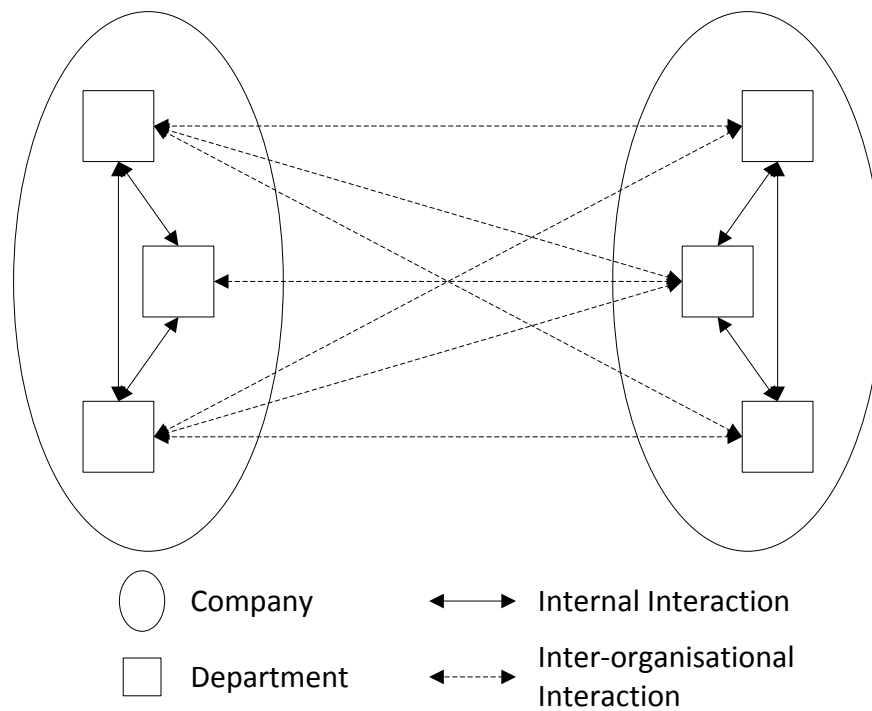 Company
Internal Interaction
Department
Inter-organisational
Interaction